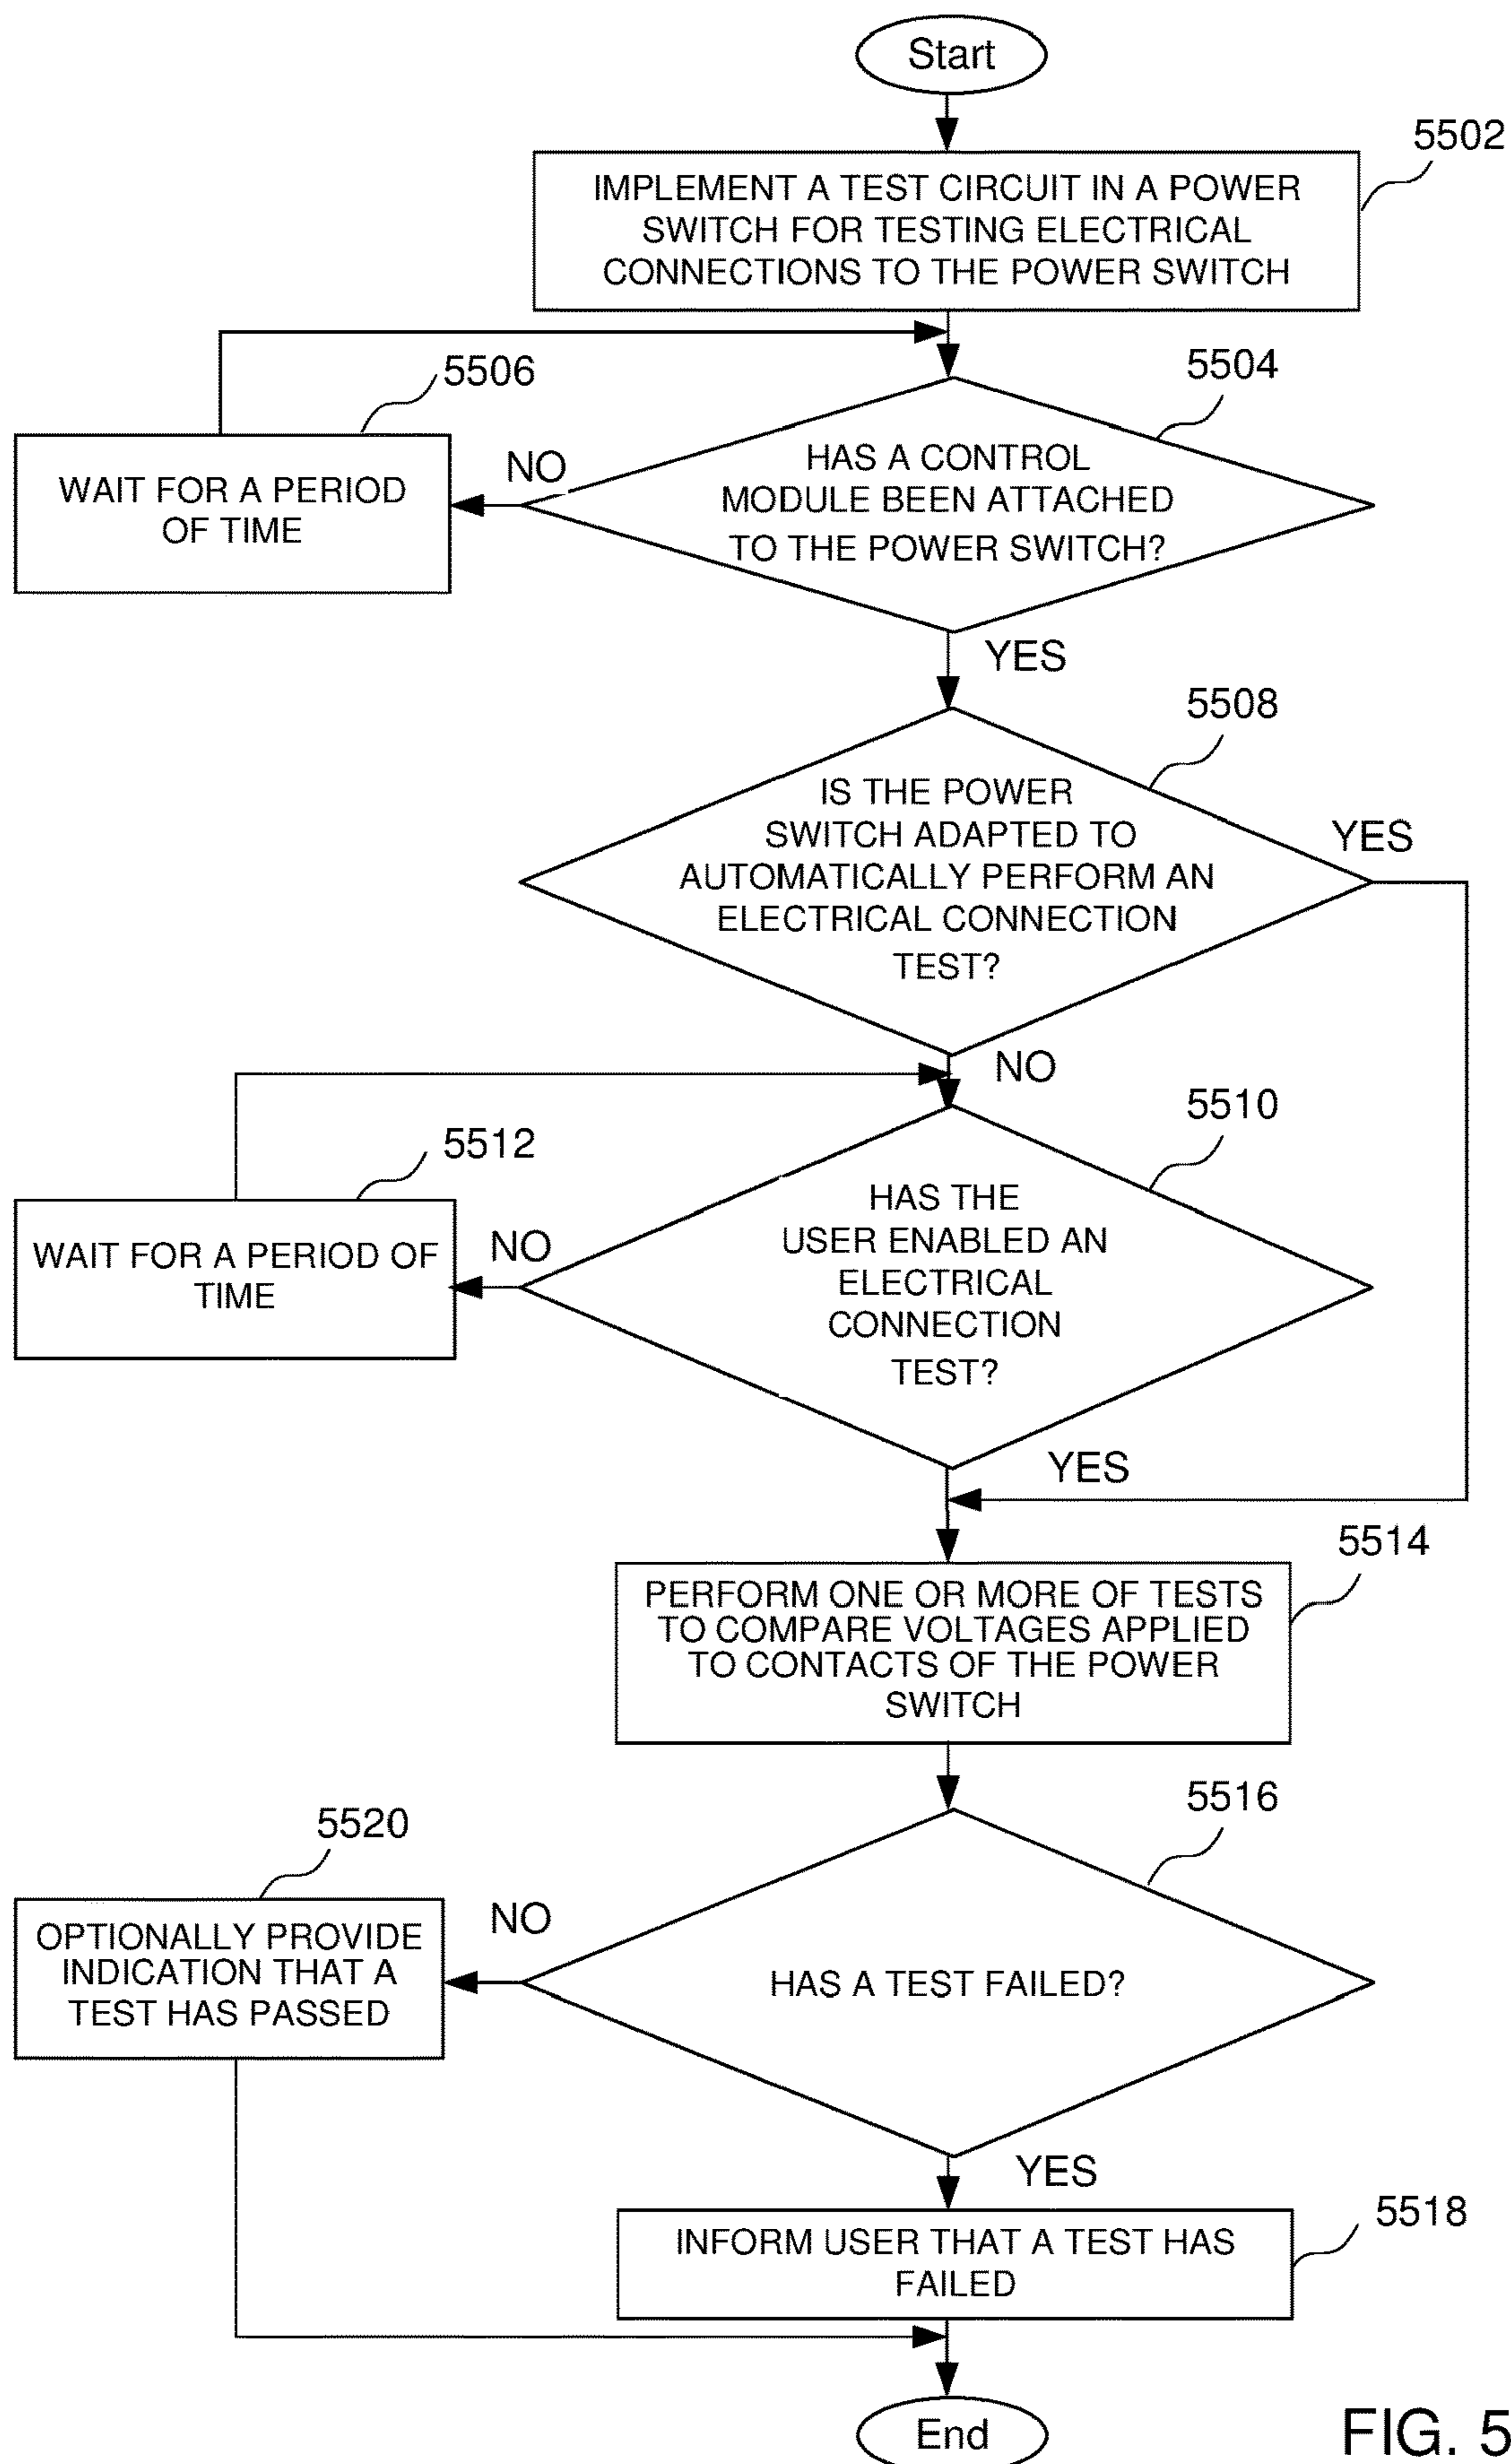 Start
5502
IMPLEMENT A TEST CIRCUIT IN A POWER
SWITCH FOR TESTING ELECTRICAL
CONNECTIONS TO THE POWER SWITCH
5506
5504
WAIT FOR A PERIOD
OF TIME
NO
HAS A CONTROL
MODULE BEEN ATTACHED
TO THE POWER SWITCH?
YES
5508
IS THE POWER
SWITCH ADAPTED TO
AUTOMATICALLY PERFORM AN
ELECTRICAL CONNECTION
TEST?
YES
NO
5510
5512
WAIT FOR A PERIOD OF
TIME
NO
HAS THE
USER ENABLED AN
ELECTRICAL
CONNECTION
TEST?
YES
5514
PERFORM ONE OR MORE OF TESTS
TO COMPARE VOLTAGES APPLIED
TO CONTACTS OF THE POWER
SWITCH
5516
5520
OPTIONALLY PROVIDE
INDICATION THAT A
TEST HAS PASSED
NO
HAS A TEST FAILED?
YES
5518
INFORM USER THAT A TEST HAS
FAILED
End
FIG. 5